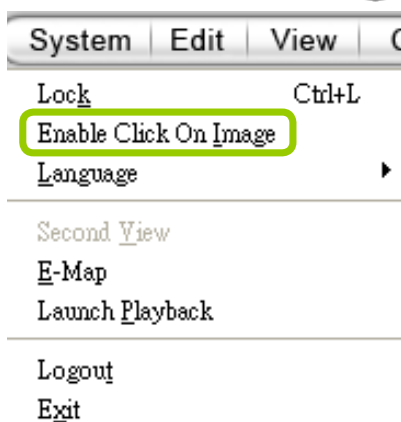 System Edit View
Lock Ctrl+L
Enable Click On Image
Language
Second View
E-Map
Launch Playback
Logout
Exit